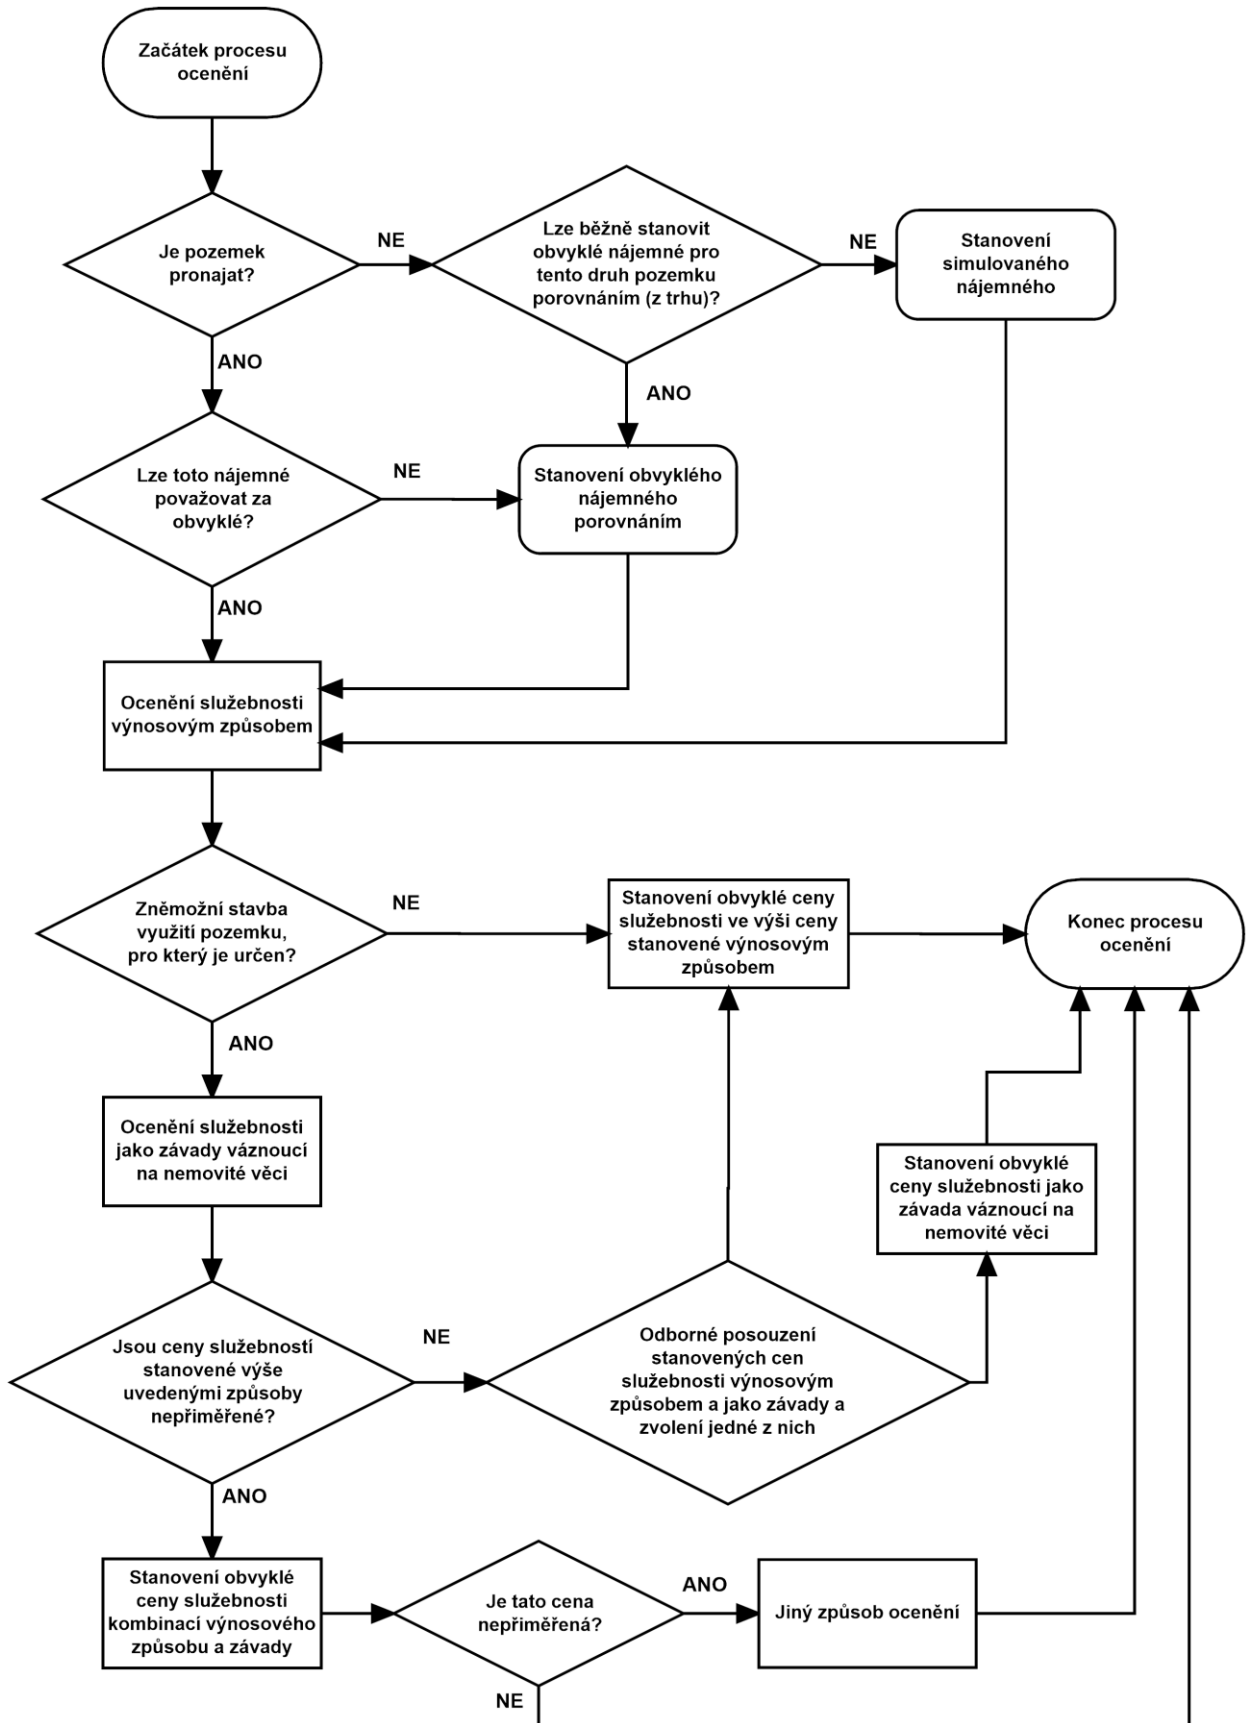 Začátek procesu
ocenění
Je pozemek
pronajat?
NE
Lze běžně stanovit
obvyklé nájemné pro
tento druh pozemku
porovnáním (z trhu)?
NE
Stanovení
simulovaného
nájemného
ANO
ANO
Lze toto nájemné
považovat za
obvyklé?
NE
Stanovení obvyklého
nájemného
porovnáním
ANO
Ocenění služebnosti
výnosovým způsobem
Zněmožní stavba
využití pozemku,
pro který je určen?
NE
Stanovení obvyklé ceny
služebnosti ve výši ceny
stanovené výnosovým
způsobem
Konec procesu
ocenění
ANO
Ocenění služebnosti
jako závady váznoucí
na nemovité věci
Stanovení obvyklé
ceny služebnosti jako
závada váznoucí na
nemovité věci
Jsou ceny služebností
stanovené výše
uvedenými způsoby
nepřiměřené?
NE
Odborné posouzení
stanovených cen
služebnosti výnosovým
způsobem a jako závady a
zvolení jedné z nich
ANO
Stanovení obvyklé
ceny služebnosti
kombinací výnosového
způsobu a závady
Je tato cena
nepřiměřená?
ANO
Jiný způsob ocenění
NE